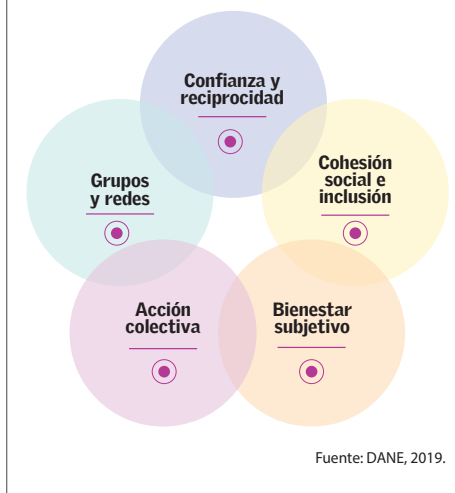 Confianza y
reciprocidad
Grupos
y redes
Cohesión
social e
inclusión
Acción
colectiva
Bienestar
subjetivo
Fuente: DANE, 2019.